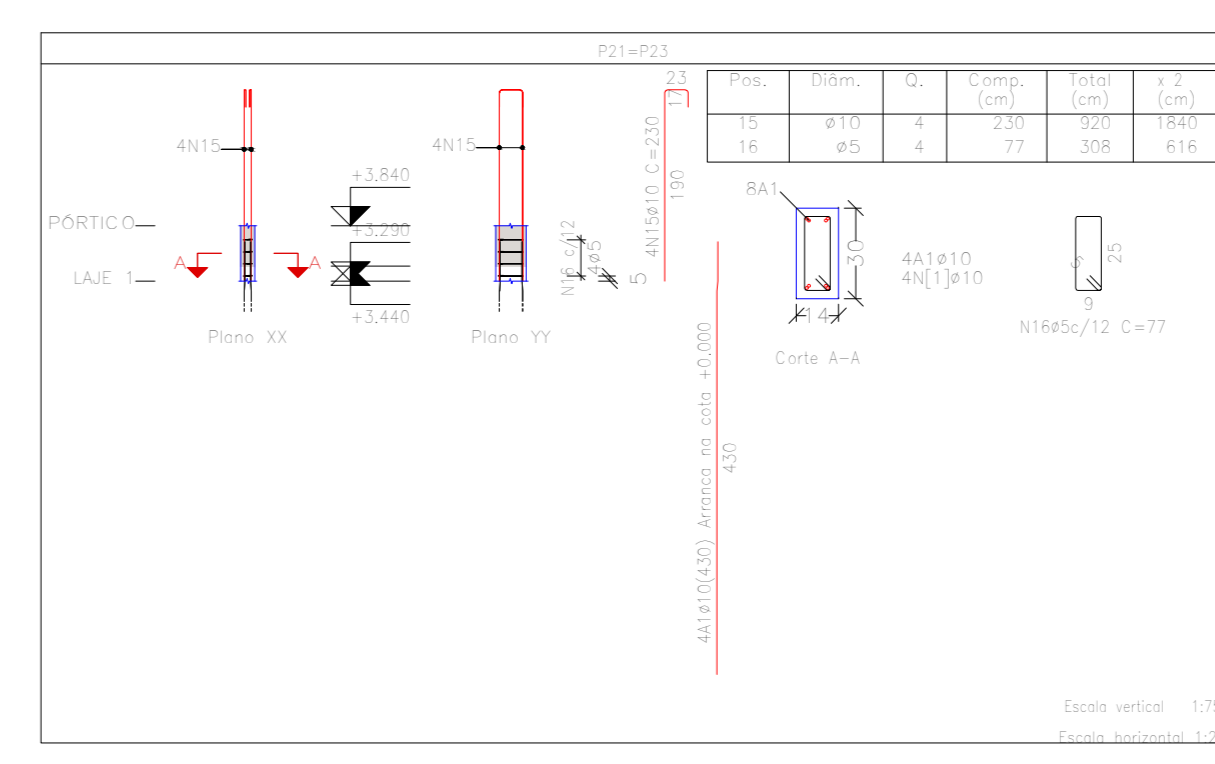 P21=P23
Pos. Diâm. Q. Comp. (cm) Total (cm) x 2 (cm)
15 ø10 4 230 920 1840
16 ø5 4 77 308 616
4N15
4N15
PÓRTICO
LAJE 1
A
A
+3.840
+3.290
+3.440
Plano XX
Plano YY
N16 c/12
4ø5
5
23
17
4N15ø10 C=230
190
4A1ø10(430) Arranca na cota +0.000
430
8A1
30
14
4A1ø10
4N[1]ø10
Corte A-A
25
9
N16ø5c/12 C=77
Escala vertical 1:75
Escala horizontal